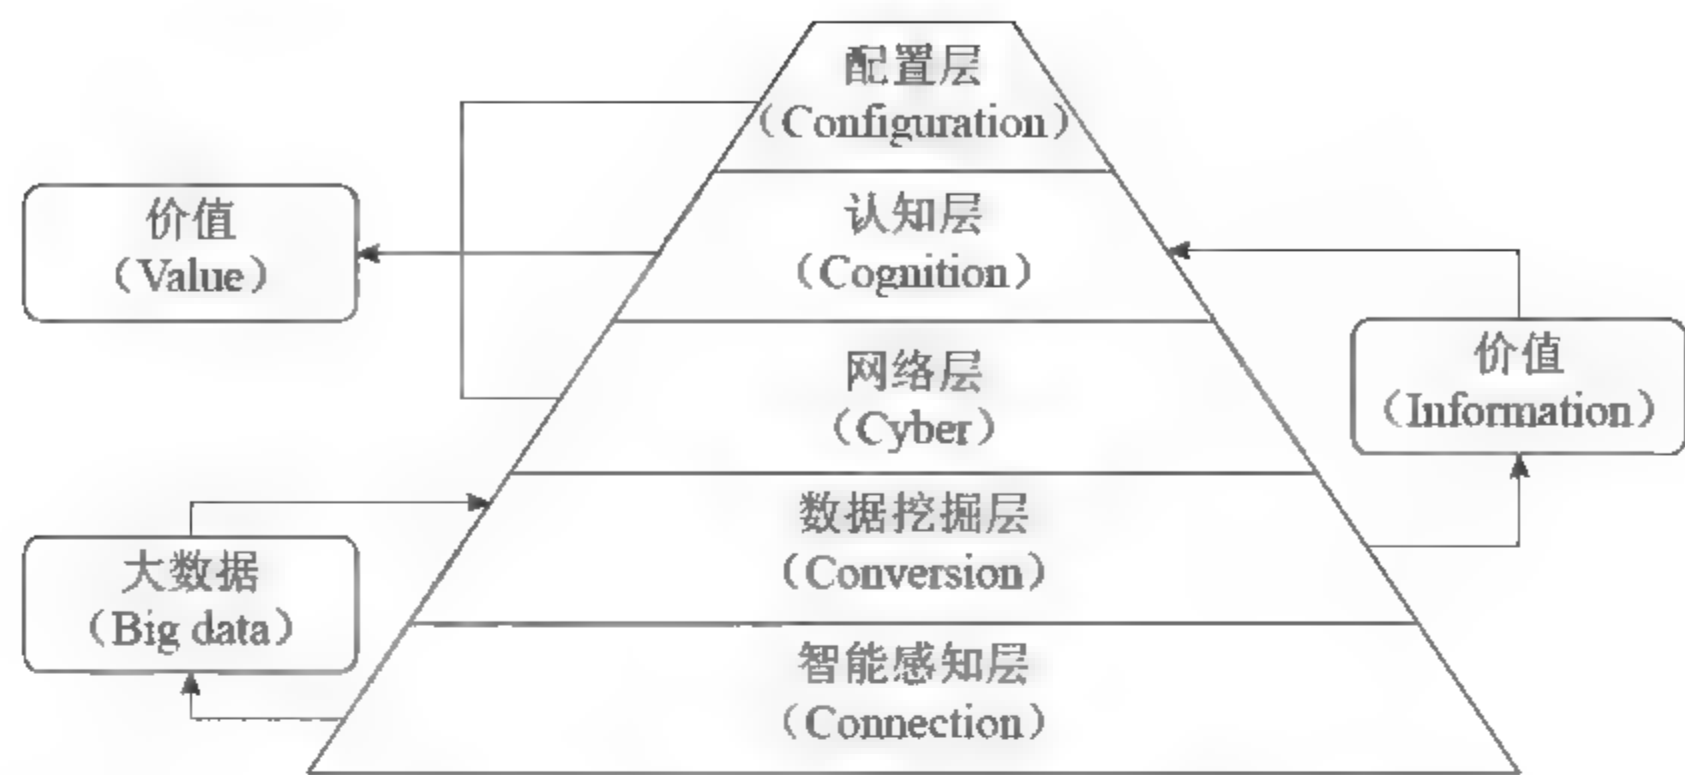 配置层
（Configuration）
认知层
（Cognition）
价值
（Value）
网络层
（Cyber）
价值
（Information）
数据挖掘层
（Conversion）
大数据
（Big data）
智能感知层
（Connection）